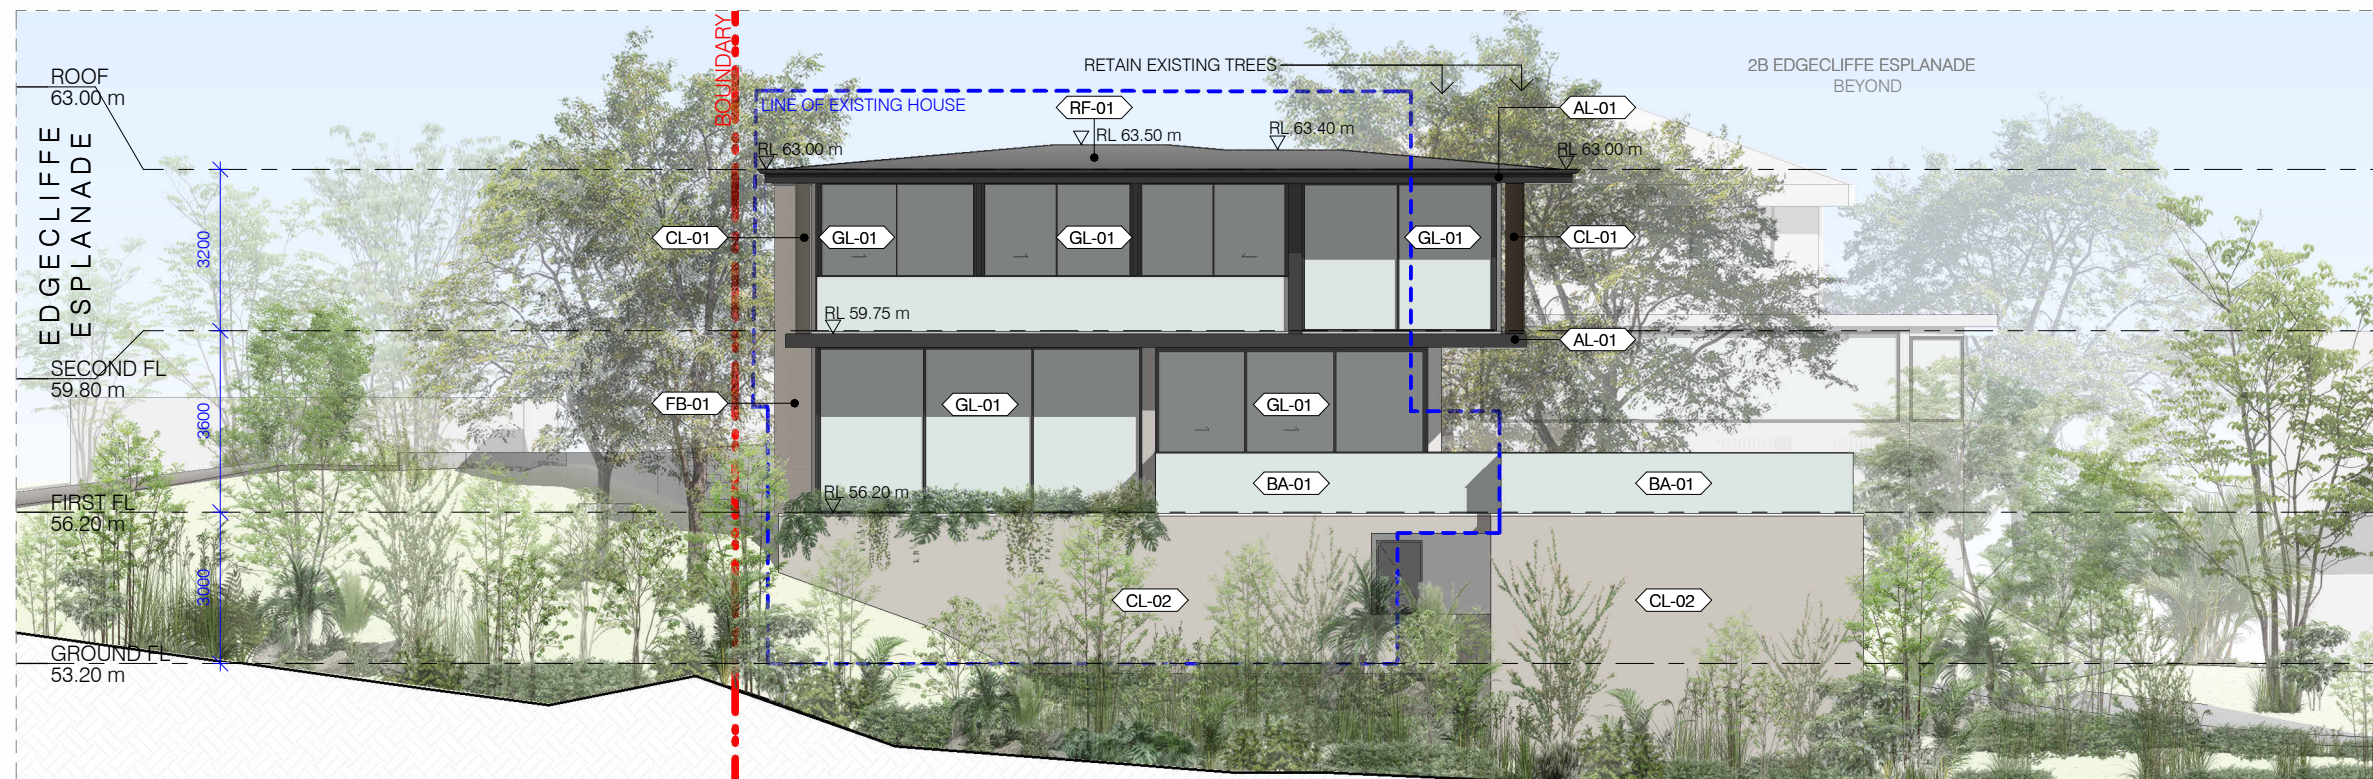 ROOF
63.00 m
EDGECLIFFE
ESPLANADE
SECOND FL
59.80 m
FIRST FL
56.20 m
GROUND FL
53.20 m
3200
3600
3000
BOUNDARY
LINE OF EXISTING HOUSE
RETAIN EXISTING TREES
2B EDGECLIFFE ESPLANADE
BEYOND
RF-01
AL-01
RL 63.00 m
RL 63.50 m
RL 63.40 m
RL 63.00 m
CL-01
GL-01
GL-01
GL-01
CL-01
RL 59.75 m
AL-01
FB-01
GL-01
GL-01
RL 56.20 m
BA-01
BA-01
CL-02
CL-02